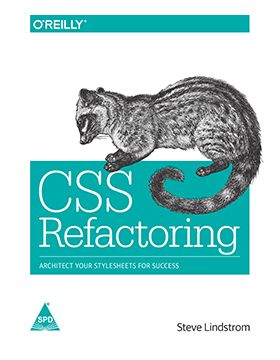 O'REILLY®
CSS
Refactoring
ARCHITECT YOUR STYLESHEETS FOR SUCCESS
SPD
Steve Lindstrom